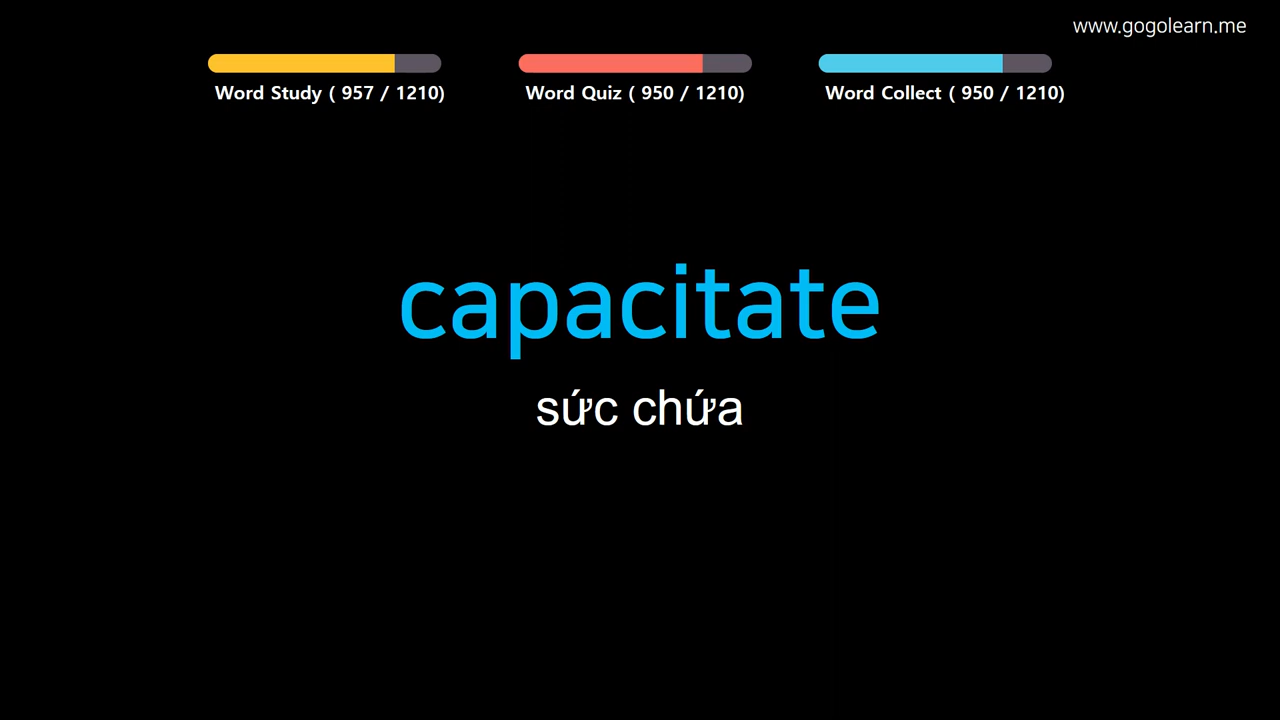 www.gogolearn.me
Word Study ( 957 / 1210)
Word Quiz ( 950 / 1210)
Word Collect ( 950 / 1210)
capacitate
sức chứa